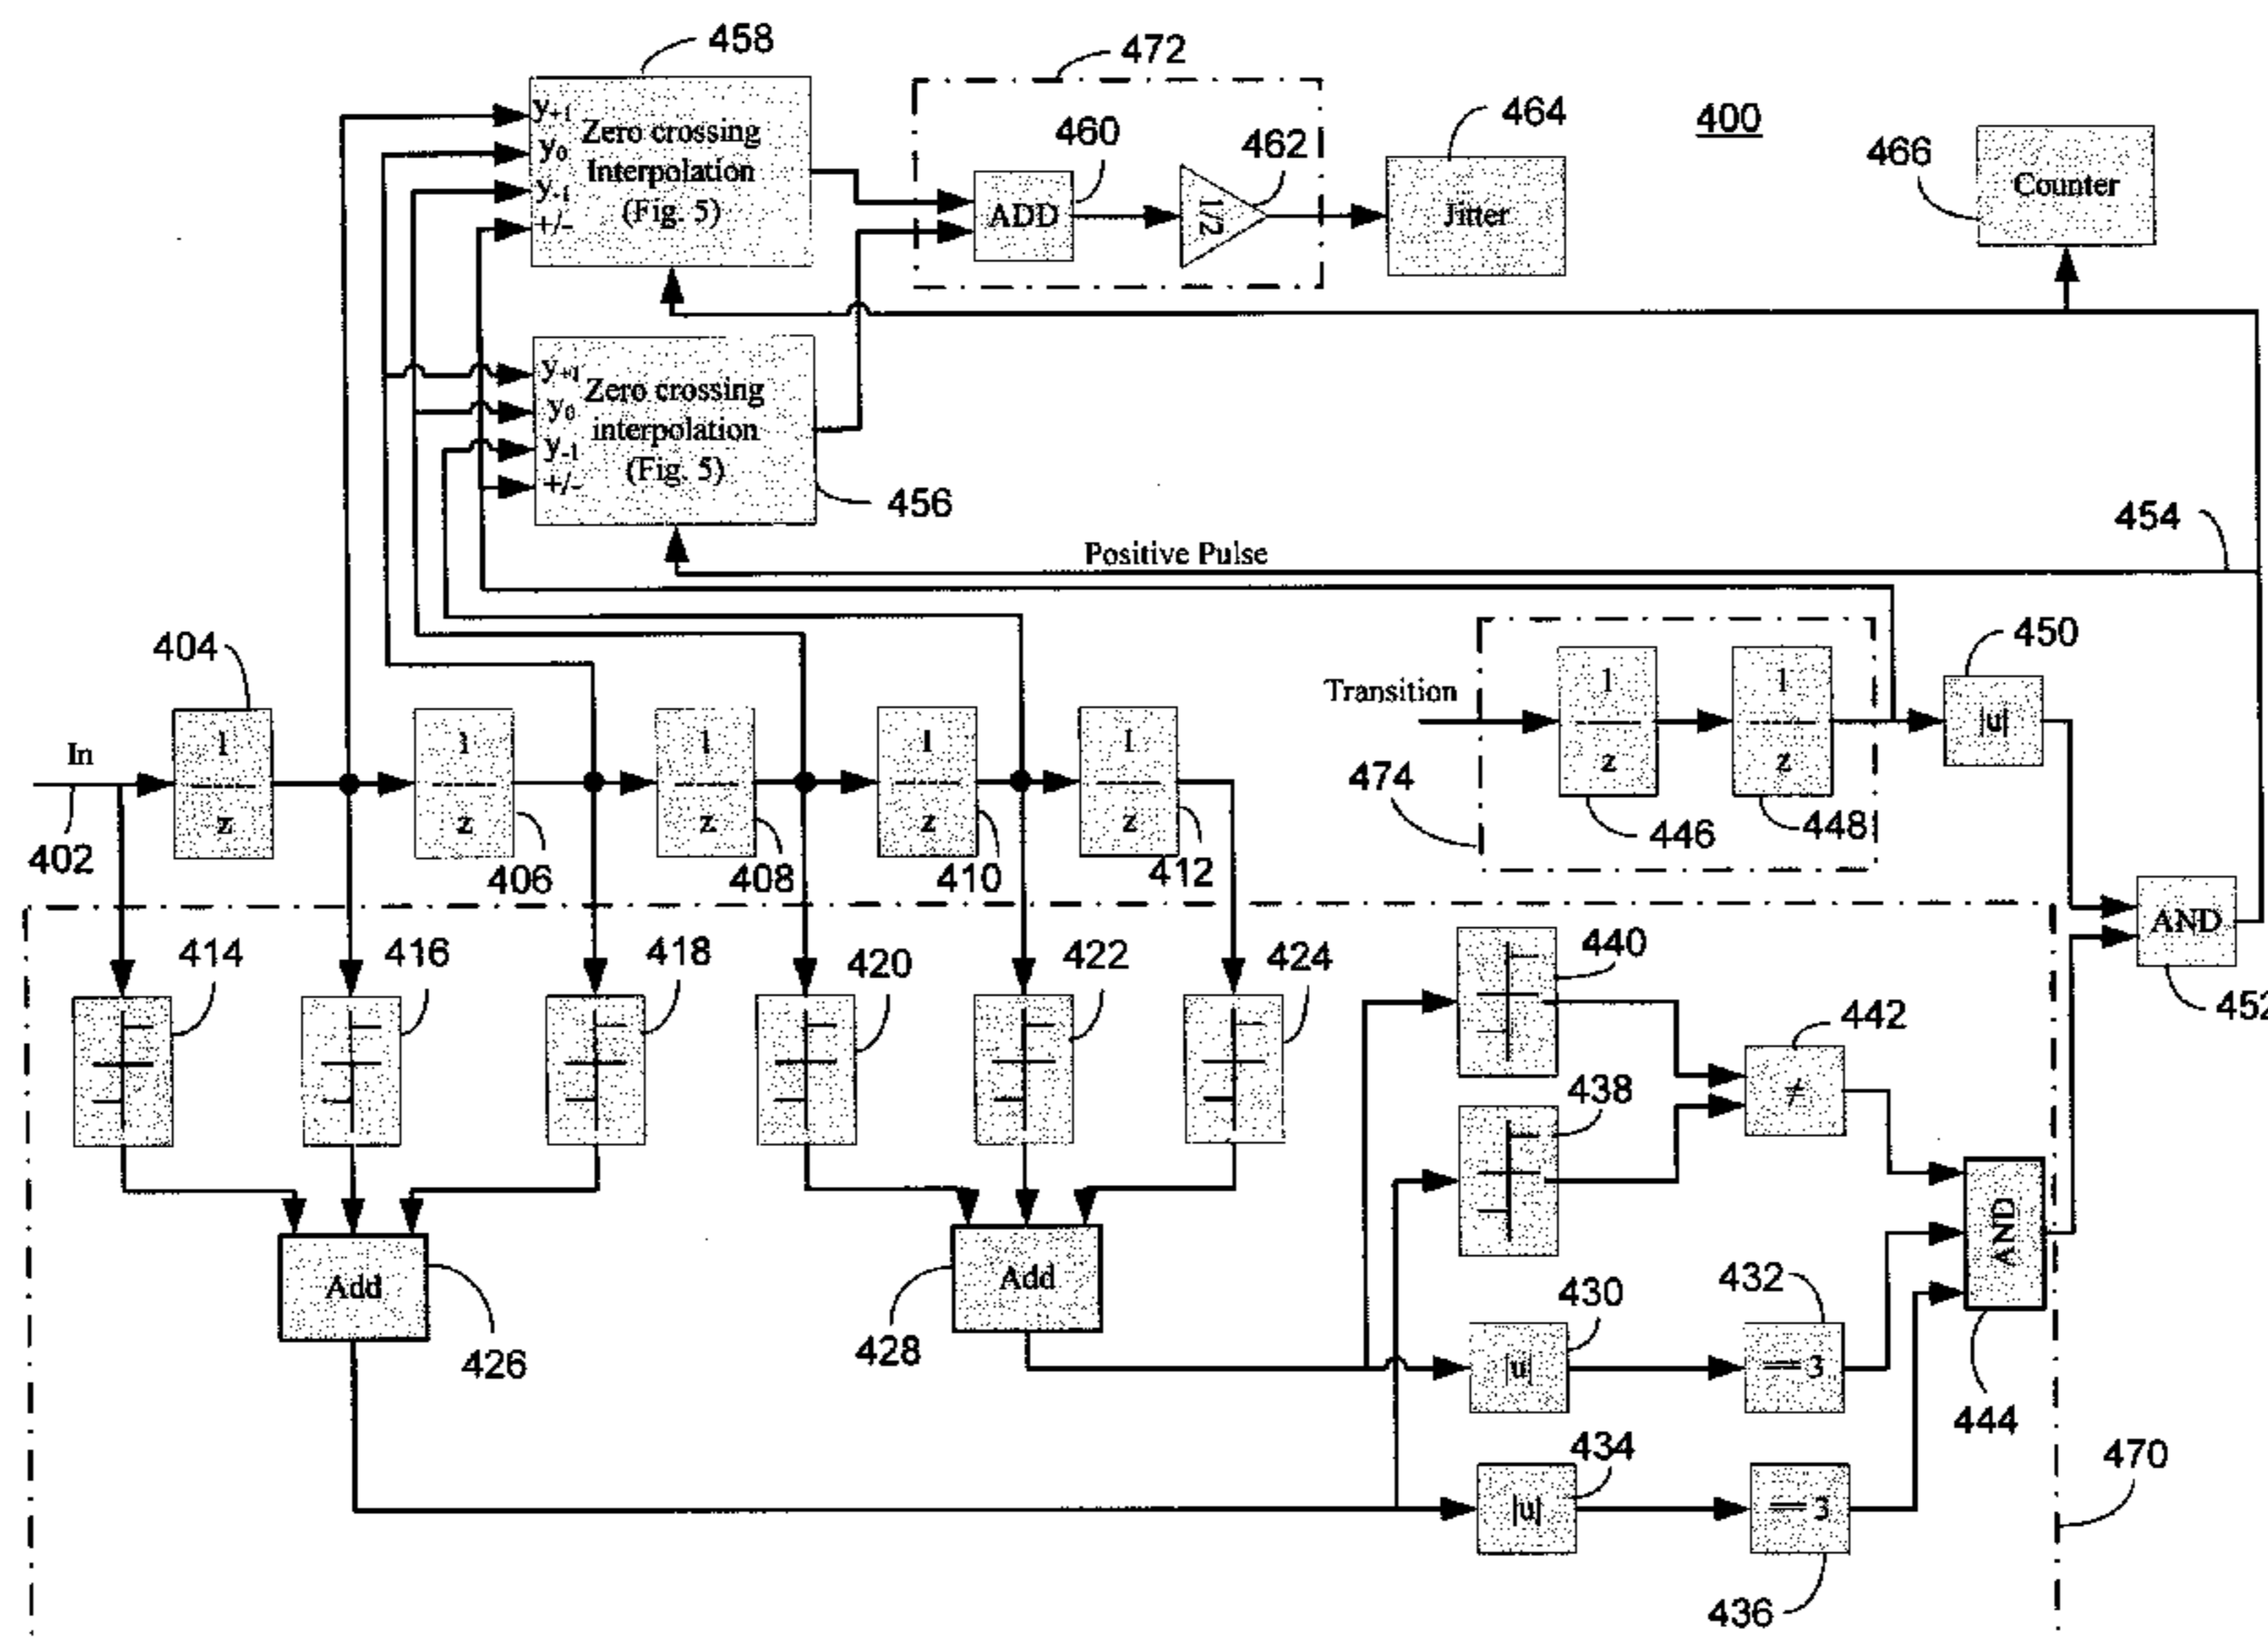 458
472
400
y+1
y0
y-1
+/-
Zero crossing
Interpolation
(Fig. 5)
460
462
ADD
1/2
464
Jitter
466
Counter
y+1
y0
y-1
+/-
Zero crossing
interpolation
(Fig. 5)
456
454
Positive Pulse
404
In
402
1
z
1
z
406
1
z
408
1
z
410
1
z
412
Transition
474
1
z
446
1
z
448
450
|u|
AND
452
414
416
418
420
422
424
440
442
≠
438
AND
444
Add
426
Add
428
430
|u|
432
== 3
434
|u|
== 3
436
470